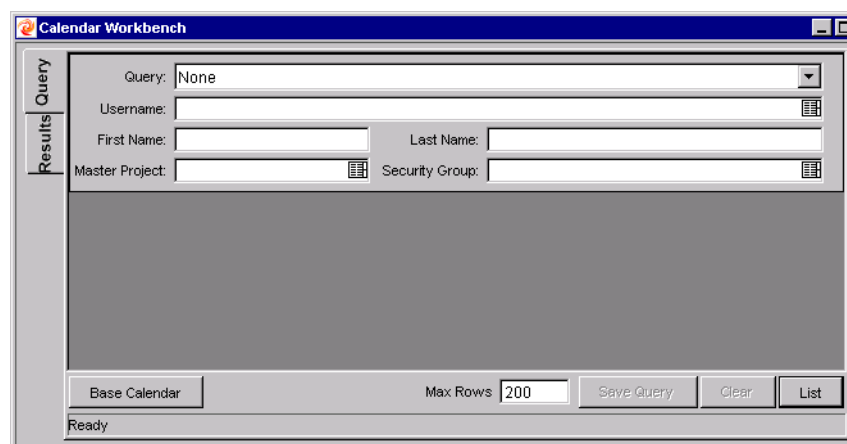 Calendar Workbench
Query
Results
Query: None
Username:
First Name: Last Name:
Master Project: Security Group:
Base Calendar Max Rows 200 Save Query Clear List
Ready